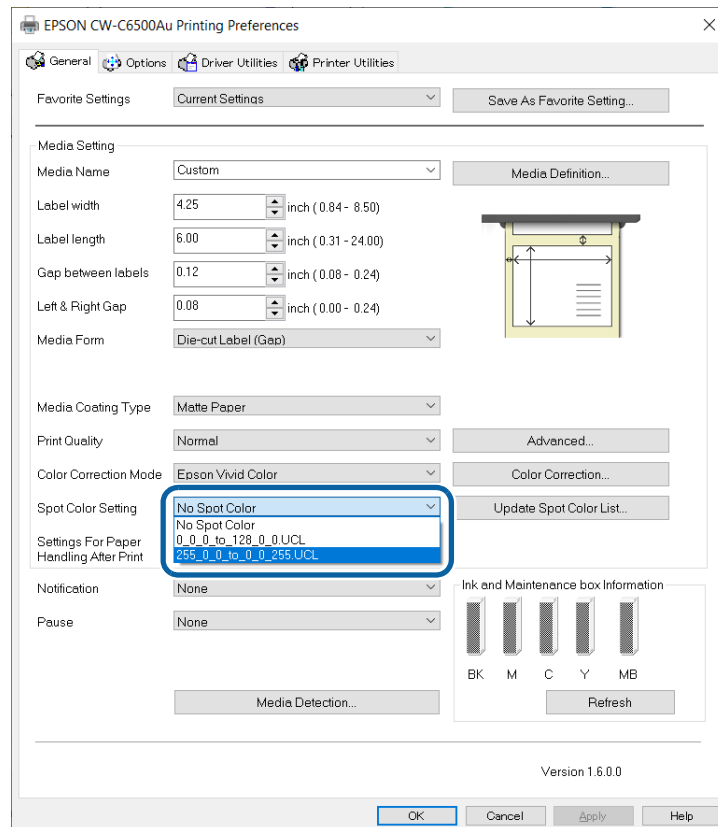 EPSON CW-C6500Au Printing Preferences
General Options Driver Utilities Printer Utilities
Favorite Settings Current Settings Save As Favorite Setting...
Media Setting
Media Name Custom Media Definition...
Label width 4.25 inch ( 0.84 - 8.50)
Label length 6.00 inch ( 0.31 - 24.00)
Gap between labels 0.12 inch ( 0.08 - 0.24)
Left & Right Gap 0.08 inch ( 0.00 - 0.24)
Media Form Die-cut Label (Gap)
Media Coating Type Matte Paper
Print Quality Normal Advanced...
Color Correction Mode Epson Vivid Color Color Correction...
Spot Color Setting No Spot Color Update Spot Color List...
No Spot Color
0_0_0_to_128_0_0.UCL
255_0_0_to_0_0_255.UCL
Settings For Paper
Handling After Print
Notification None
Pause None
Ink and Maintenance box Information
BK M C Y MB
Media Detection... Refresh
Version 1.6.0.0
OK Cancel Apply Help